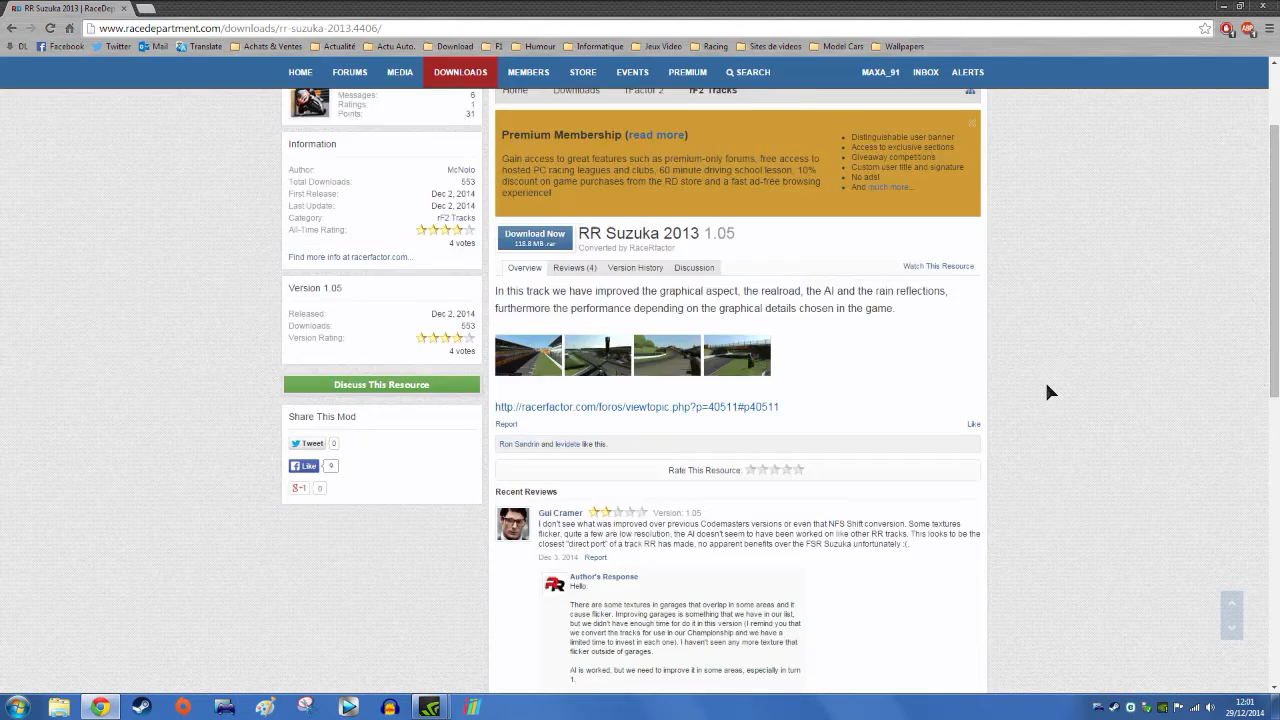 RR Suzuka 2013 | RaceDep
www.racedepartment.com/downloads/rr-suzuka-2013.4406/
DL Facebook Twitter Mail Translate Achats & Ventes Actualité Actu Auto. Download F1 Humour Informatique Jeux Video Racing Sites de videos Model Cars Wallpapers
HOME FORUMS MEDIA DOWNLOADS MEMBERS STORE EVENTS PREMIUM SEARCH MAXA_91 INBOX ALERTS
Home Downloads rFactor 2 rF2 Tracks
Messages: 6
Ratings: 1
Points: 31
Information
Author: McNolo
Total Downloads: 553
First Release: Dec 2, 2014
Last Update: Dec 2, 2014
Category: rF2 Tracks
All-Time Rating:
4 votes
Find more info at racerfactor.com...
Version 1.05
Released: Dec 2, 2014
Downloads: 553
Version Rating:
4 votes
Discuss This Resource
Share This Mod
Tweet 0
Like 9
g+1 0
Premium Membership (read more)
Gain access to great features such as premium-only forums, free access to
hosted PC racing leagues and clubs, 60 minute driving school lesson, 10%
discount on game purchases from the RD store and a fast ad-free browsing
experience!
Distinguishable user banner
Access to exclusive sections
Giveaway competitions
Custom user title and signature
No ads!
And much more...
Download Now
118.8 MB .rar
RR Suzuka 2013 1.05
Converted by RaceRfactor
Overview Reviews (4) Version History Discussion Watch This Resource
In this track we have improved the graphical aspect, the realroad, the AI and the rain reflections,
furthermore the performance depending on the graphical details chosen in the game.
http://racerfactor.com/foros/viewtopic.php?p=40511#p40511
Report Like
Ron Sandrin and levidete like this.
Rate This Resource:
Recent Reviews
Gui Cramer Version: 1.05
I don't see what was improved over previous Codemasters versions or even that NFS Shift conversion. Some textures
flicker, quite a few are low resolution, the AI doesn't seem to have been worked on like other RR tracks. This looks to be the
closest "direct port" of a track RR has made, no apparent benefits over the FSR Suzuka unfortunately :(.
Dec 3, 2014 Report
Author's Response
Hello:
There are some textures in garages that overlap in some areas and it
cause flicker. Improving garages is something that we have in our list,
but we didn't have enough time for do it in this version (I remind you that
we convert the tracks for use in our Championship and we have a
limited time to invest in each one). I haven't seen any more texture that
flicker outside of garages.
AI is worked, but we need to improve it in some areas, especially in turn
1.
12:01
29/12/2014